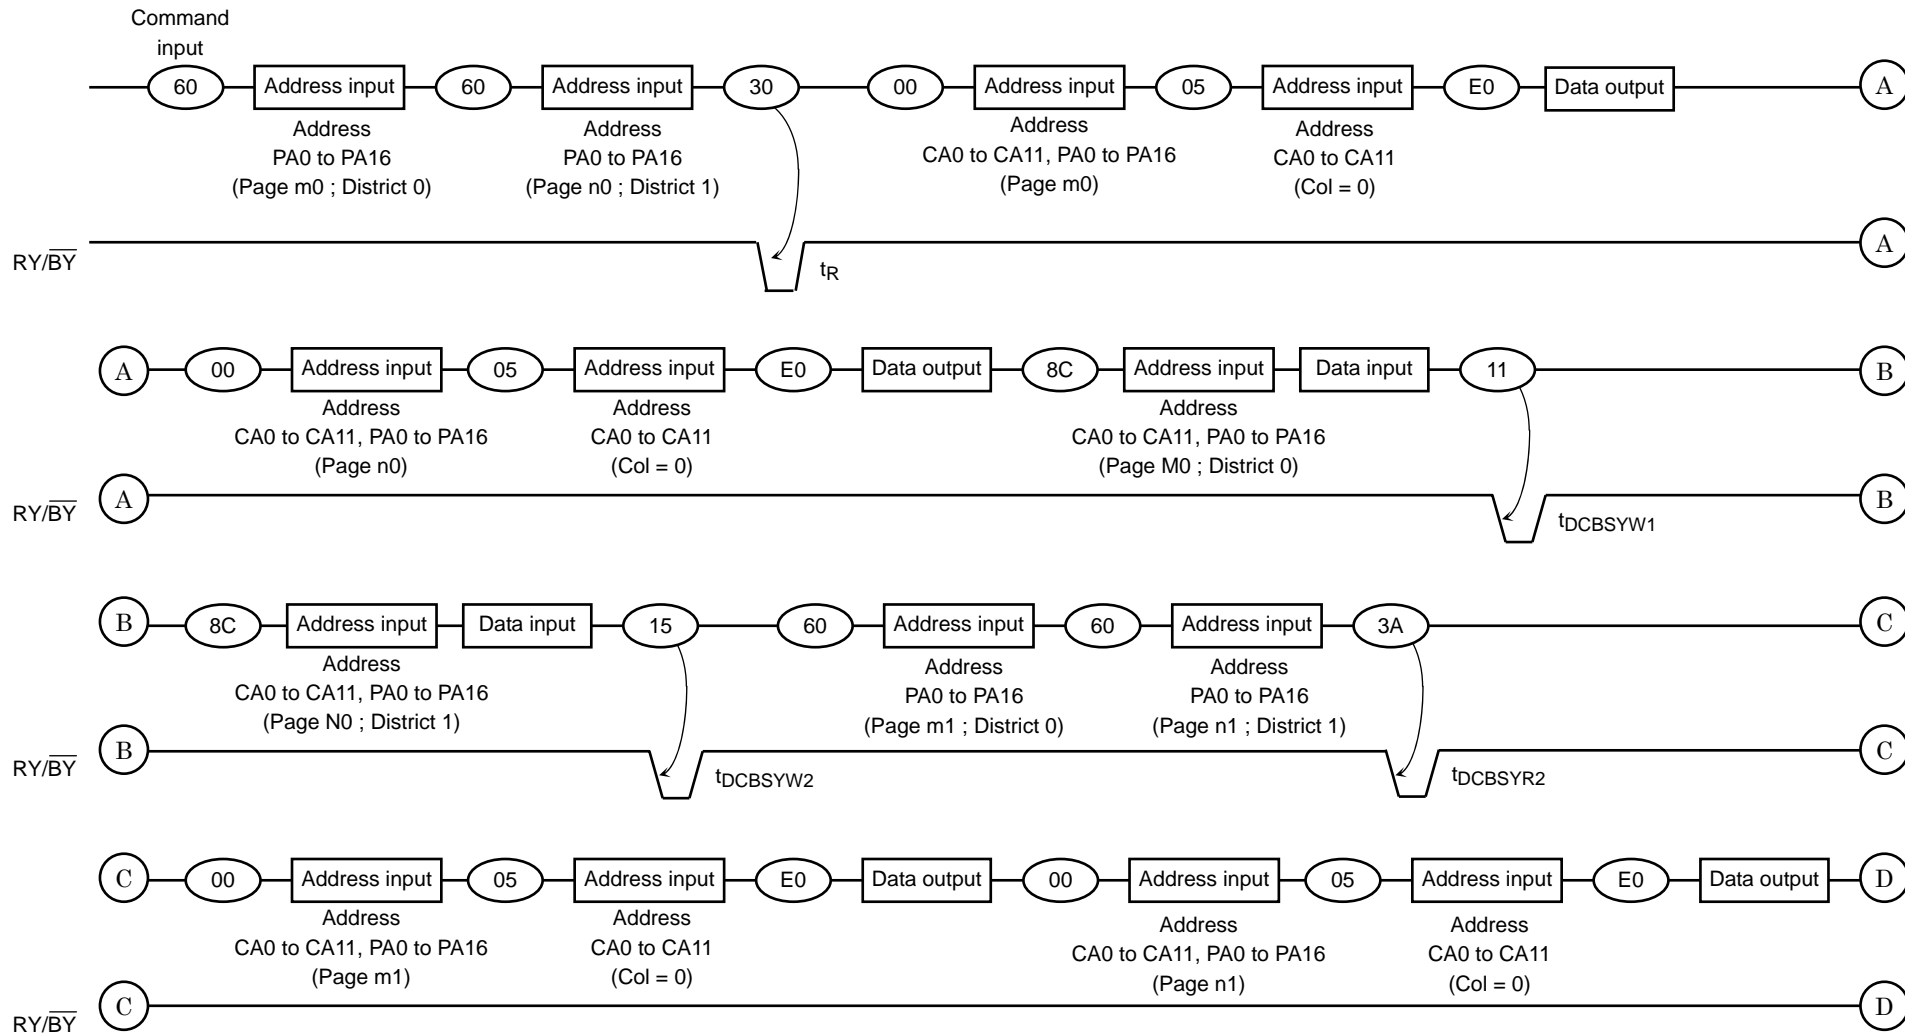 Command
input
60 Address input 60 Address input 30 00 Address input 05 Address input E0 Data output A
Address
PA0 to PA16
(Page m0 ; District 0)
Address
PA0 to PA16
(Page n0 ; District 1)
Address
CA0 to CA11, PA0 to PA16
(Page m0)
Address
CA0 to CA11
(Col = 0)
RY/B̅Y̅ tR A
A 00 Address input 05 Address input E0 Data output 8C Address input Data input 11 B
Address
CA0 to CA11, PA0 to PA16
(Page n0)
Address
CA0 to CA11
(Col = 0)
Address
CA0 to CA11, PA0 to PA16
(Page M0 ; District 0)
RY/B̅Y̅ A tDCBSYW1 B
B 8C Address input Data input 15 60 Address input 60 Address input 3A C
Address
CA0 to CA11, PA0 to PA16
(Page N0 ; District 1)
Address
PA0 to PA16
(Page m1 ; District 0)
Address
PA0 to PA16
(Page n1 ; District 1)
RY/B̅Y̅ B tDCBSYW2 tDCBSYR2 C
C 00 Address input 05 Address input E0 Data output 00 Address input 05 Address input E0 Data output D
Address
CA0 to CA11, PA0 to PA16
(Page m1)
Address
CA0 to CA11
(Col = 0)
Address
CA0 to CA11, PA0 to PA16
(Page n1)
Address
CA0 to CA11
(Col = 0)
RY/B̅Y̅ C D